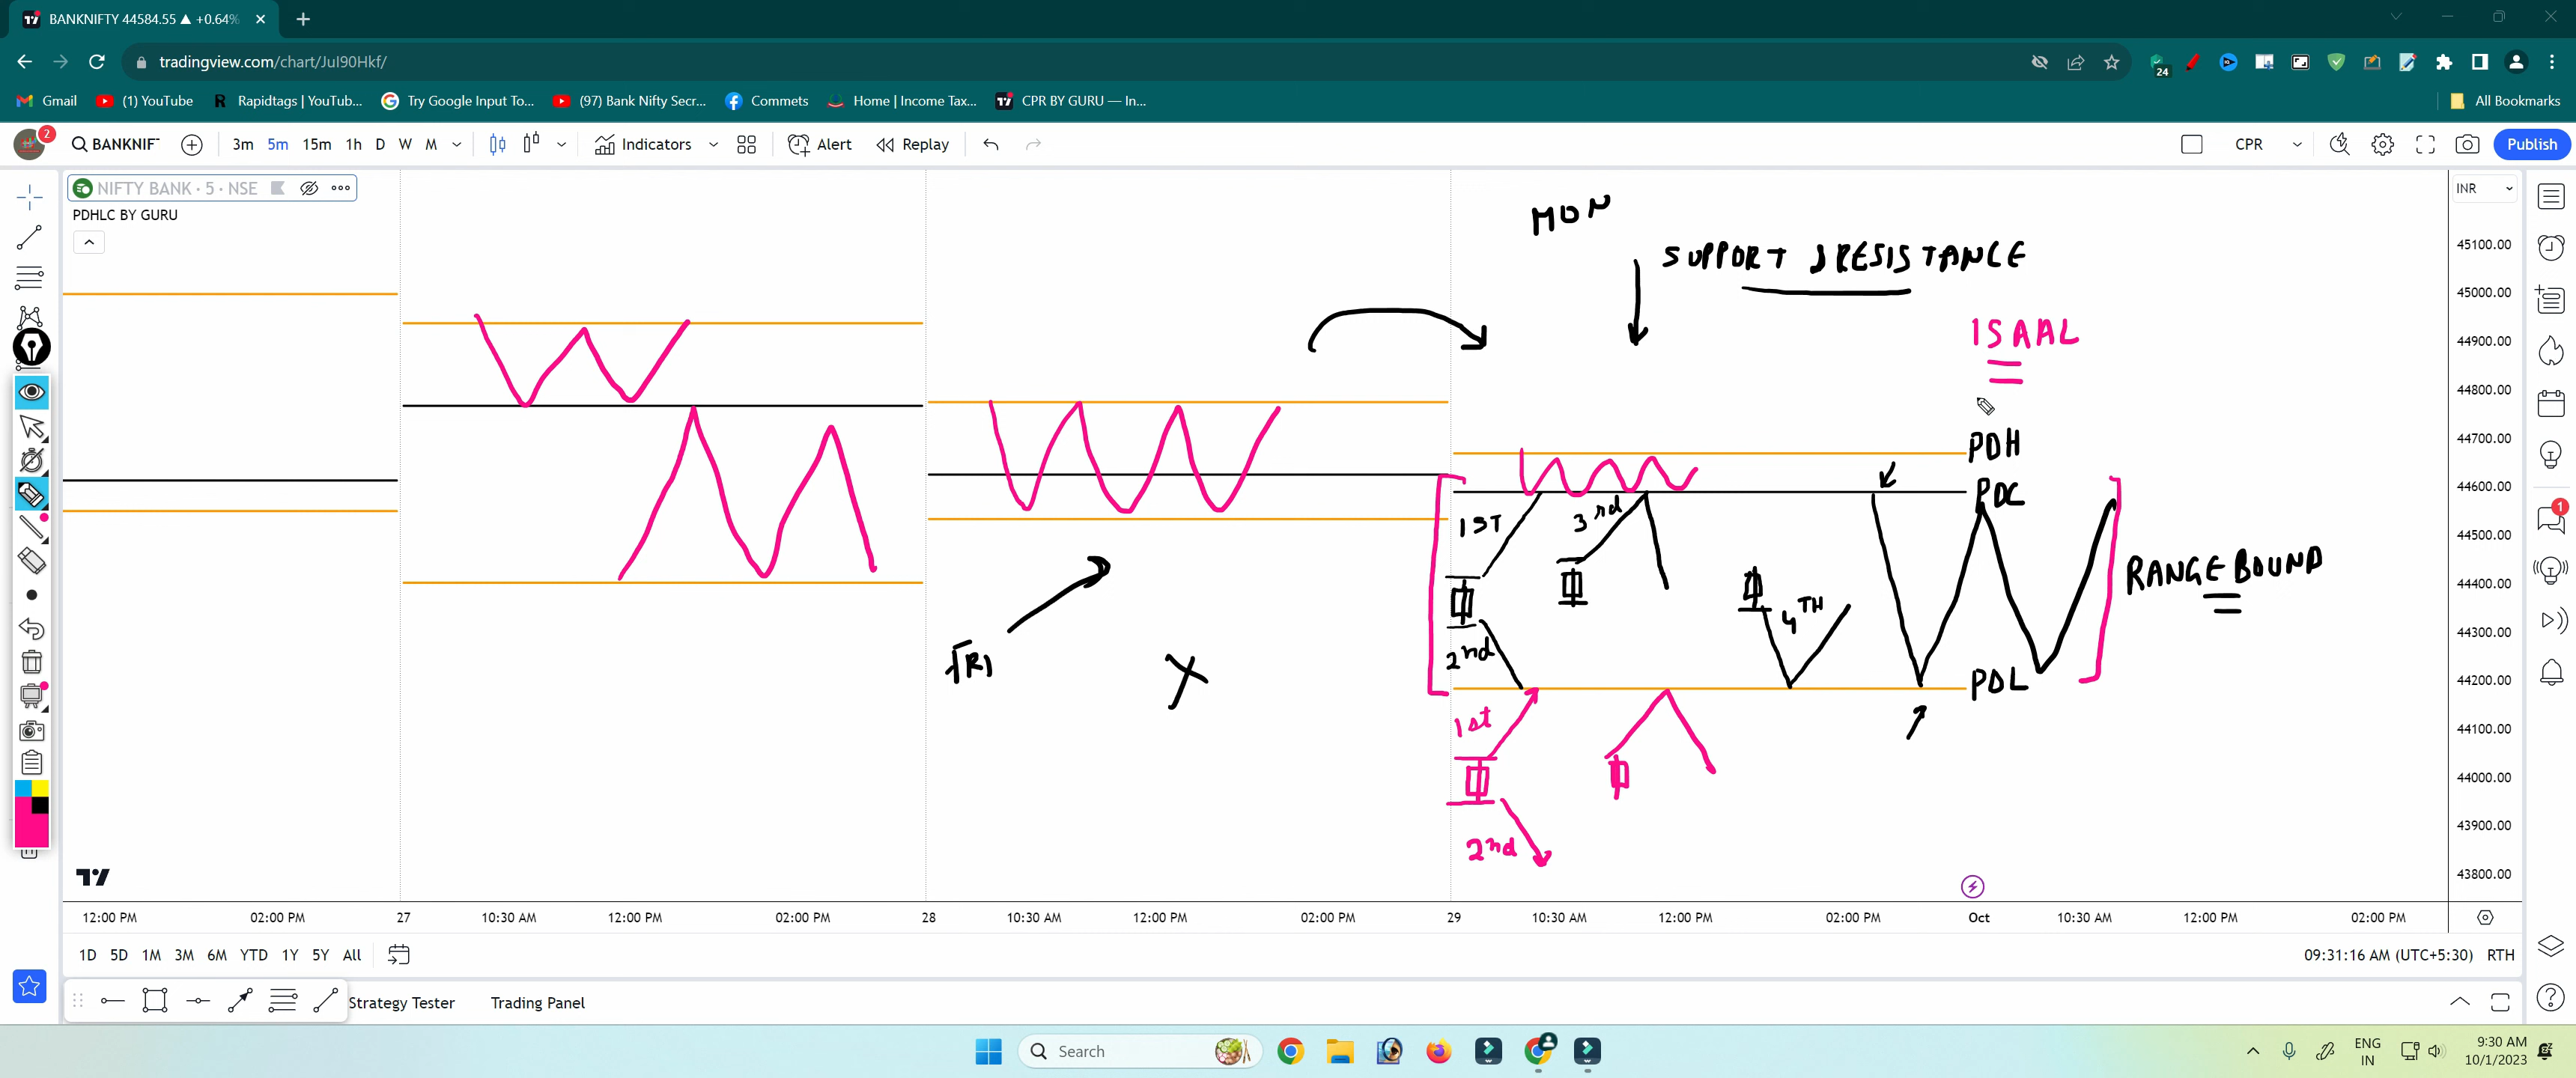 BANKNIFTY 44584.55 ▲ +0.64%
tradingview.com/chart/Jul90Hkf/
24
Gmail
(1) YouTube
Rapidtags | YouTub...
Try Google Input To...
(97) Bank Nifty Secr...
Commets
Home | Income Tax...
CPR BY GURU — In...
All Bookmarks
2
BANKNIF
3m 5m 15m 1h D W M
Indicators
Alert
Replay
CPR
Publish
NIFTY BANK · 5 · NSE
PDHLC BY GURU
INR
MON
SUPPORT & RESISTANCE
1SAAL
PDH
PDC
1ST
3rd
RANGE BOUND
4TH
2nd
FRI
X
PDL
1st
2nd
45100.00
45000.00
44900.00
44800.00
44700.00
44600.00
44500.00
44400.00
44300.00
44200.00
44100.00
44000.00
43900.00
43800.00
1
12:00 PM 02:00 PM 27 10:30 AM 12:00 PM 02:00 PM 28 10:30 AM 12:00 PM 02:00 PM 29 10:30 AM 12:00 PM 02:00 PM Oct 10:30 AM 12:00 PM 02:00 PM
1D 5D 1M 3M 6M YTD 1Y 5Y All
09:31:16 AM (UTC+5:30) RTH
Strategy Tester
Trading Panel
Search
ENG
IN
9:30 AM
10/1/2023